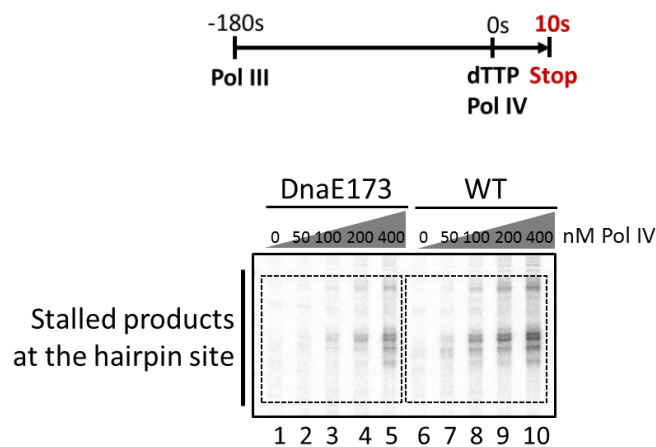 -180s 0s 10s
Pol III dTTP Stop
Pol IV
DnaE173 WT
0 50 100 200 400 0 50 100 200 400 nM Pol IV
Stalled products
at the hairpin site
1 2 3 4 5 6 7 8 9 10